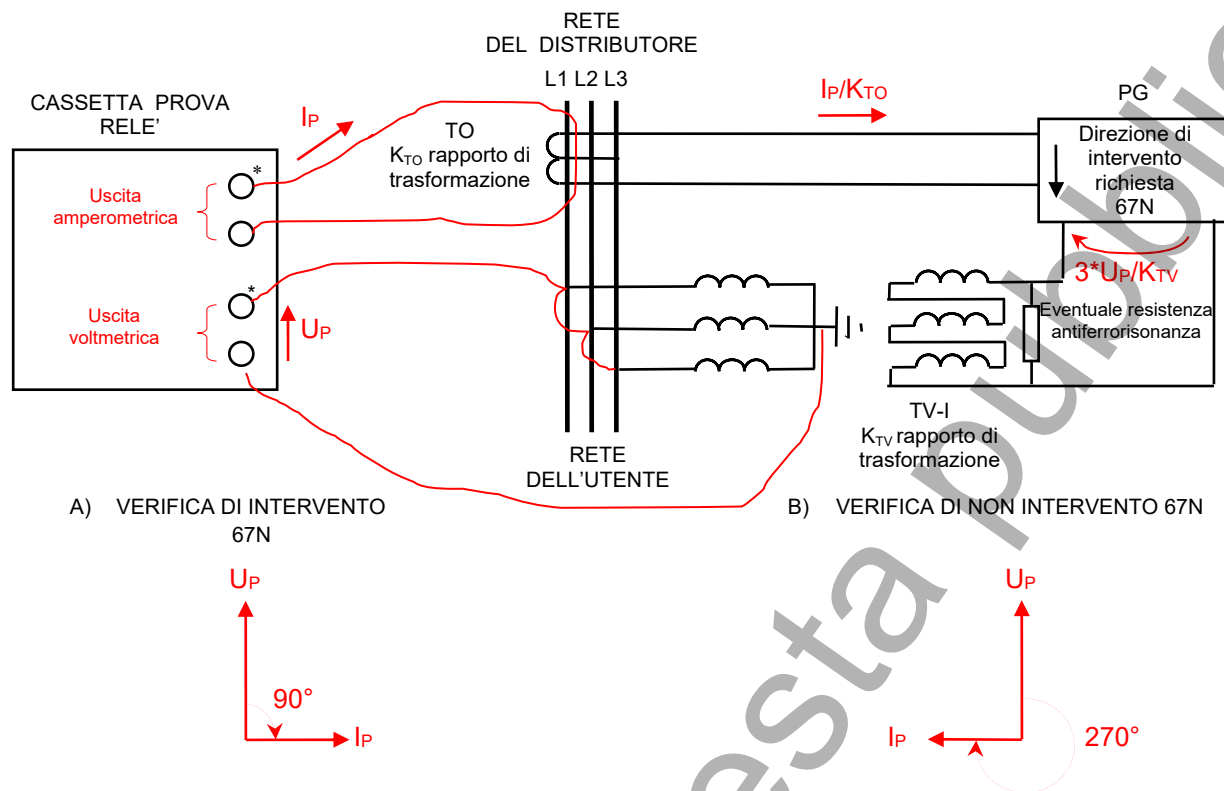 RETE
DEL DISTRIBUTORE
L1 L2 L3
CASSETTA PROVA
RELE'
IP
TO
KTO rapporto di
trasformazione
IP/KTO
PG
Direzione di
intervento
richiesta
67N
*
Uscita
amperometrica
*
Uscita
voltmetrica
UP
3*UP/KTV
Eventuale resistenza
antiferrorisonanza
TV-I
KTV rapporto di
trasformazione
RETE
DELL'UTENTE
A) VERIFICA DI INTERVENTO
67N
B) VERIFICA DI NON INTERVENTO 67N
UP
90°
IP
UP
IP
270°
esta pubblic